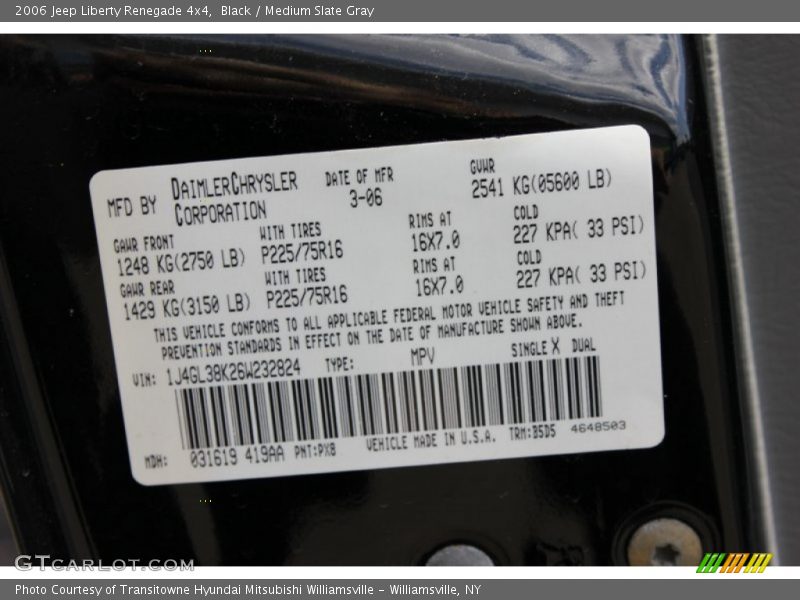 2006 Jeep Liberty Renegade 4x4,  Black / Medium Slate Gray
MFD BY DAIMLERCHRYSLER CORPORATION
DATE OF MFR 3-06
GVWR 2541 KG(05600 LB)
GAWR FRONT WITH TIRES RIMS AT COLD
1248 KG(2750 LB) P225/75R16 16X7.0 227 KPA( 33 PSI)
GAWR REAR WITH TIRES RIMS AT COLD
1429 KG(3150 LB) P225/75R16 16X7.0 227 KPA( 33 PSI)
THIS VEHICLE CONFORMS TO ALL APPLICABLE FEDERAL MOTOR VEHICLE SAFETY AND THEFT
PREVENTION STANDARDS IN EFFECT ON THE DATE OF MANUFACTURE SHOWN ABOVE.
VIN: 1J4GL38K26W232824 TYPE: MPV SINGLE X DUAL
MDH: 031619 419AA PNT:PX8 VEHICLE MADE IN U.S.A. TRM:B5D5 4648503
GTCARLOT.COM
Photo Courtesy of Transitowne Hyundai Mitsubishi Williamsville – Williamsville, NY